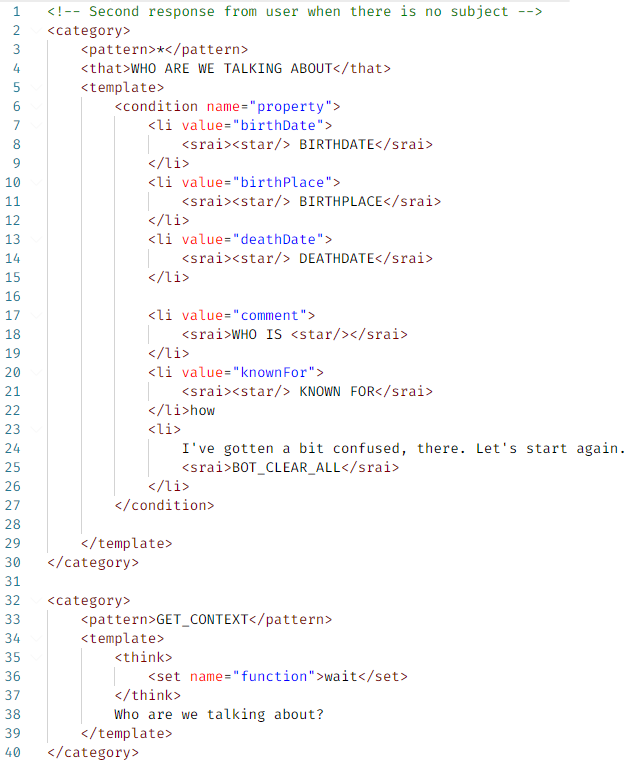 1 <!-- Second response from user when there is no subject -->
2 <category>
3 <pattern>*</pattern>
4 <that>WHO ARE WE TALKING ABOUT</that>
5 <template>
6 <condition name="property">
7 <li value="birthDate">
8 <srai><star/> BIRTHDATE</srai>
9 </li>
10 <li value="birthPlace">
11 <srai><star/> BIRTHPLACE</srai>
12 </li>
13 <li value="deathDate">
14 <srai><star/> DEATHDATE</srai>
15 </li>
16
17 <li value="comment">
18 <srai>WHO IS <star/></srai>
19 </li>
20 <li value="knownFor">
21 <srai><star/> KNOWN FOR</srai>
22 </li>how
23 <li>
24 I've gotten a bit confused, there. Let's start again.
25 <srai>BOT_CLEAR_ALL</srai>
26 </li>
27 </condition>
28
29 </template>
30 </category>
31
32 <category>
33 <pattern>GET_CONTEXT</pattern>
34 <template>
35 <think>
36 <set name="function">wait</set>
37 </think>
38 Who are we talking about?
39 </template>
40 </category>